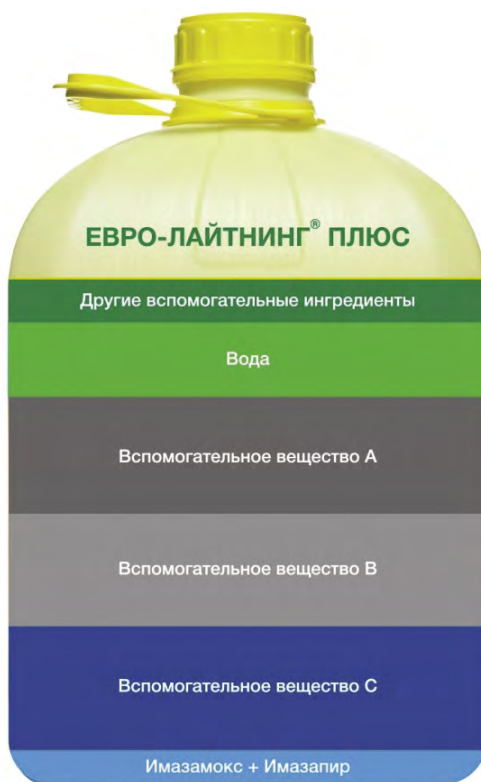 ЕВРО-ЛАЙТНИНГ® ПЛЮС
Другие вспомогательные ингредиенты
Вода
Вспомогательное вещество А
Вспомогательное вещество В
Вспомогательное вещество С
Имазамокс + Имазапир